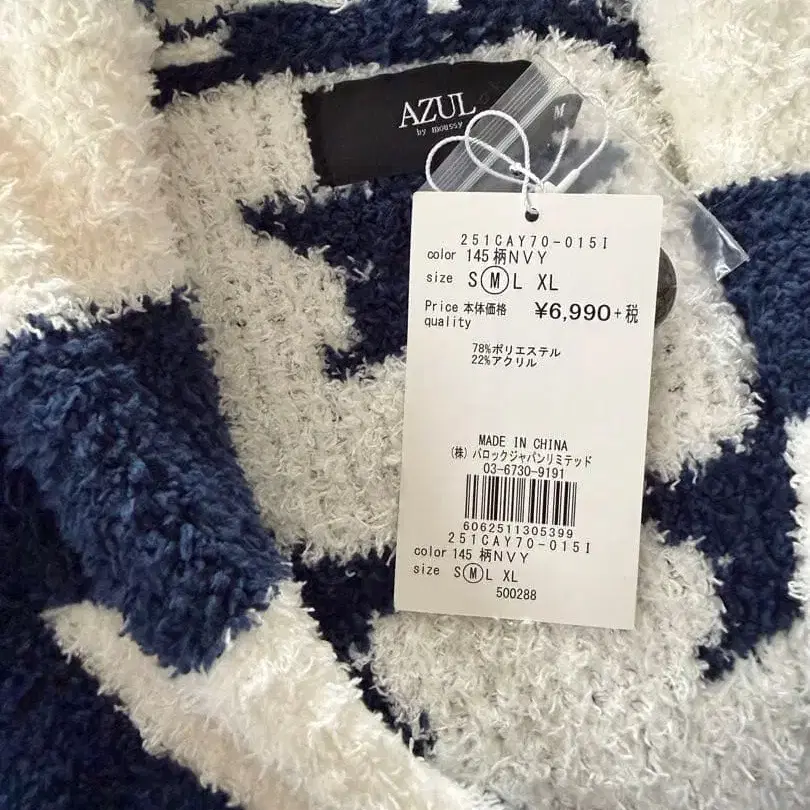 AZUL
by moussy
M
251CAY70-015I
color 145 柄NVY
size S M L XL
Price 本体価格 ¥6,990+税
quality
78%ポリエステル
22%アクリル
MADE IN CHINA
(株) バロックジャパンリミテッド
03-6730-9191
6062511305399
251CAY70-015I
color 145 柄NVY
size S M L XL
500288